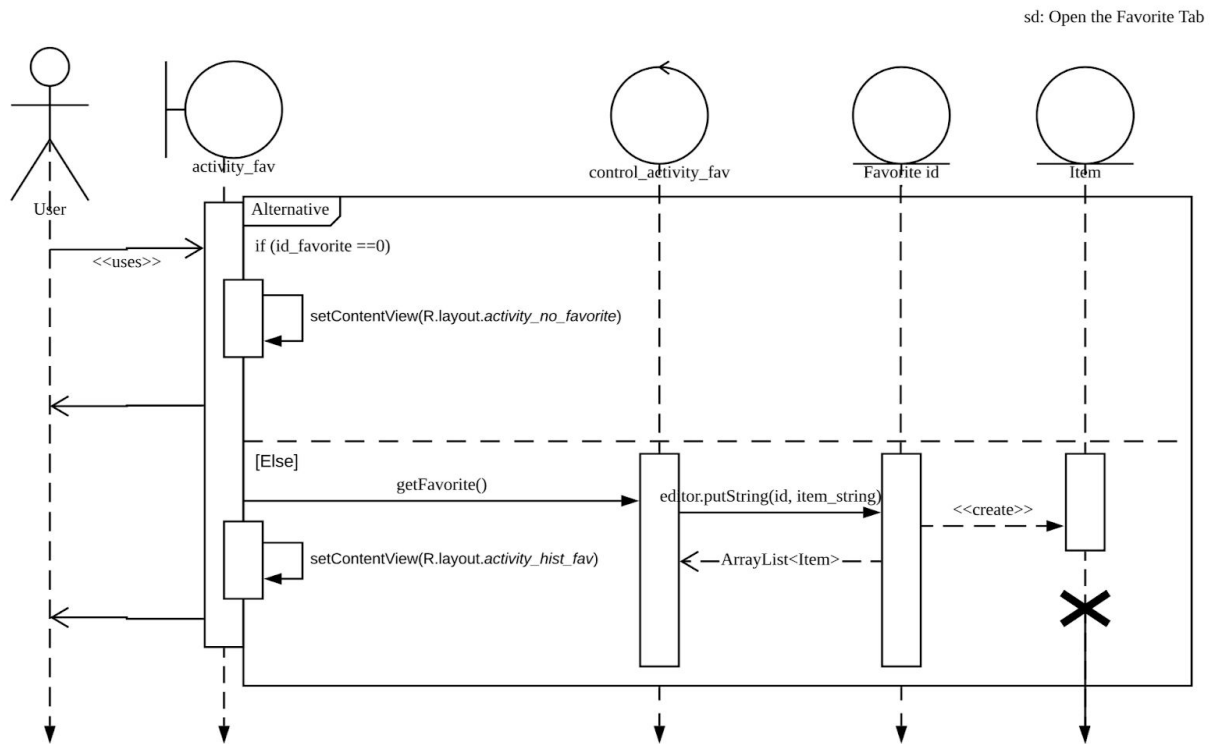 sd: Open the Favorite Tab
activity_fav
control_activity_fav
Favorite id
Item
User
Alternative
if (id_favorite ==0)
<<uses>>
setContentView(R.layout.activity_no_favorite)
[Else]
getFavorite()
editor.putString(id, item_string)
<<create>>
setContentView(R.layout.activity_hist_fav)
ArrayList<Item>